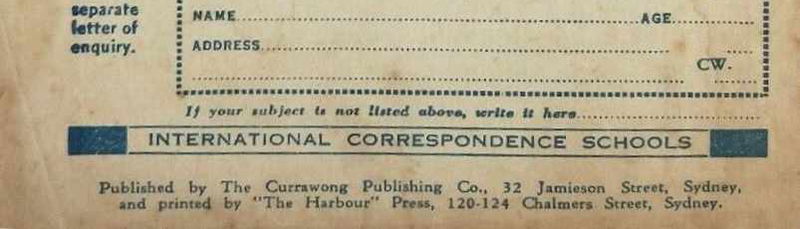 separate
letter of
enquiry.
NAME.....................AGE.............
ADDRESS.....................
CW.
If your subject is not listed above, write it here.....................
INTERNATIONAL CORRESPONDENCE SCHOOLS
Published by The Currawong Publishing Co., 32 Jamieson Street, Sydney,
and printed by "The Harbour" Press, 120-124 Chalmers Street, Sydney.